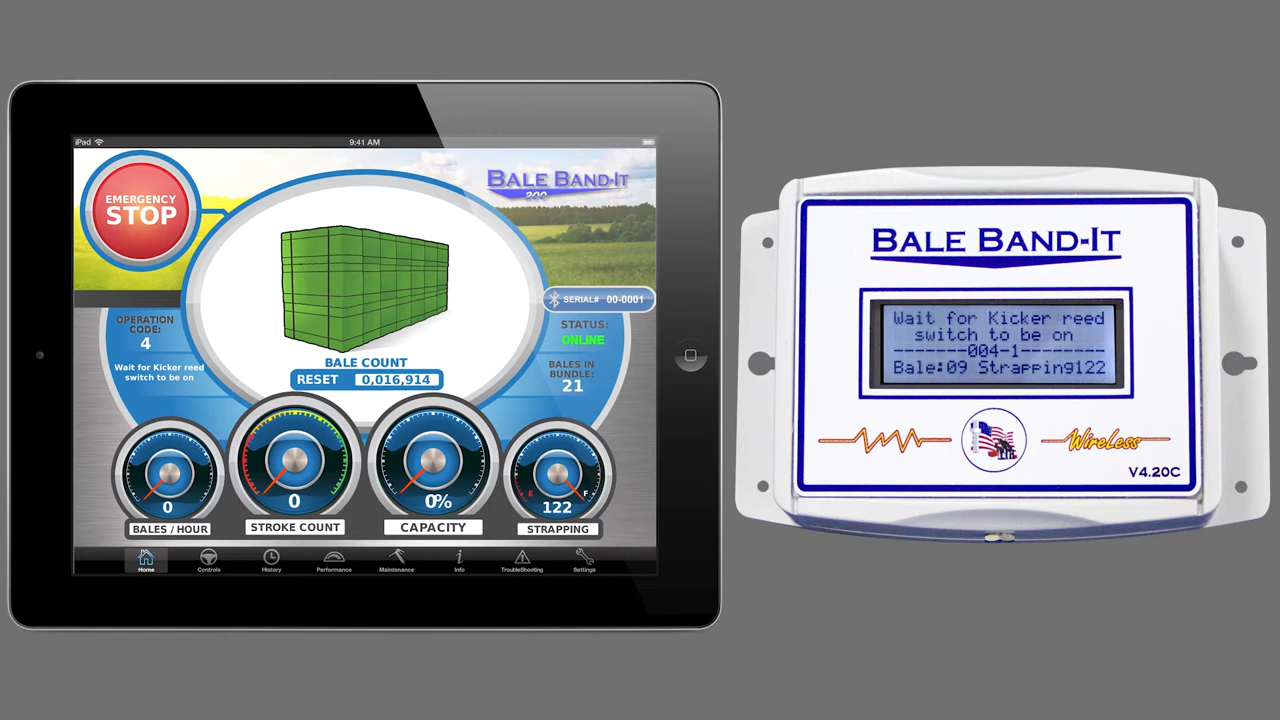 iPad
9:41 AM
EMERGENCY
STOP
BALE BAND-IT
200
SERIAL# 00-0001
OPERATION
CODE:
4
Wait for Kicker reed
switch to be on
STATUS:
ONLINE
BALES IN
BUNDLE:
21
BALE COUNT
RESET 0,016,914
0
BALES / HOUR
0
STROKE COUNT
0%
CAPACITY
E F
122
STRAPPING
Home
Controls
History
Performance
Maintenance
Info
TroubleShooting
Settings
BALE BAND-IT
Wait for Kicker reed
switch to be on
-------004-1--------
Bale:09 Strapping122
WireLess
V4.20C